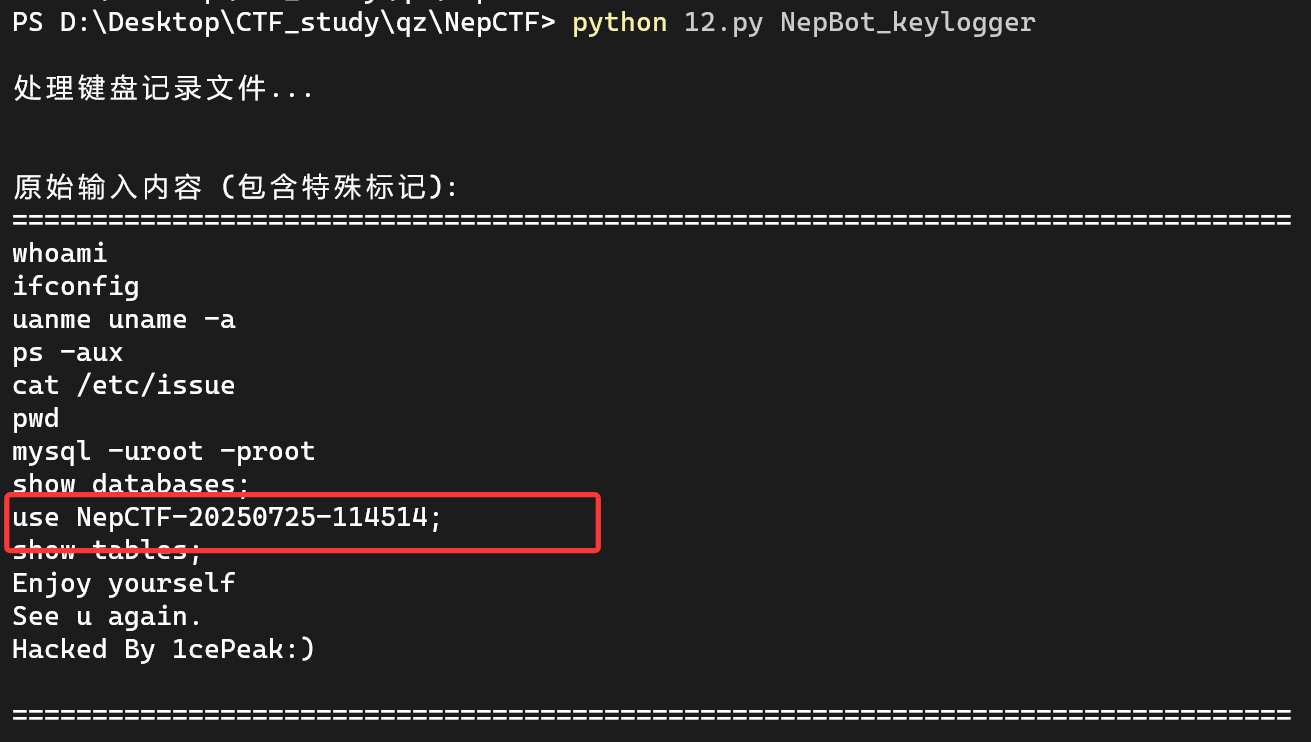 PS D:\Desktop\CTF_study\qz\NepCTF> python 12.py NepBot_keylogger
处理键盘记录文件...
原始输入内容 (包含特殊标记):
================================================================================
whoami
ifconfig
uanme uname -a
ps -aux
cat /etc/issue
pwd
mysql -uroot -proot
show databases;
use NepCTF-20250725-114514;
show tables;
Enjoy yourself
See u again.
Hacked By 1cePeak:)
================================================================================